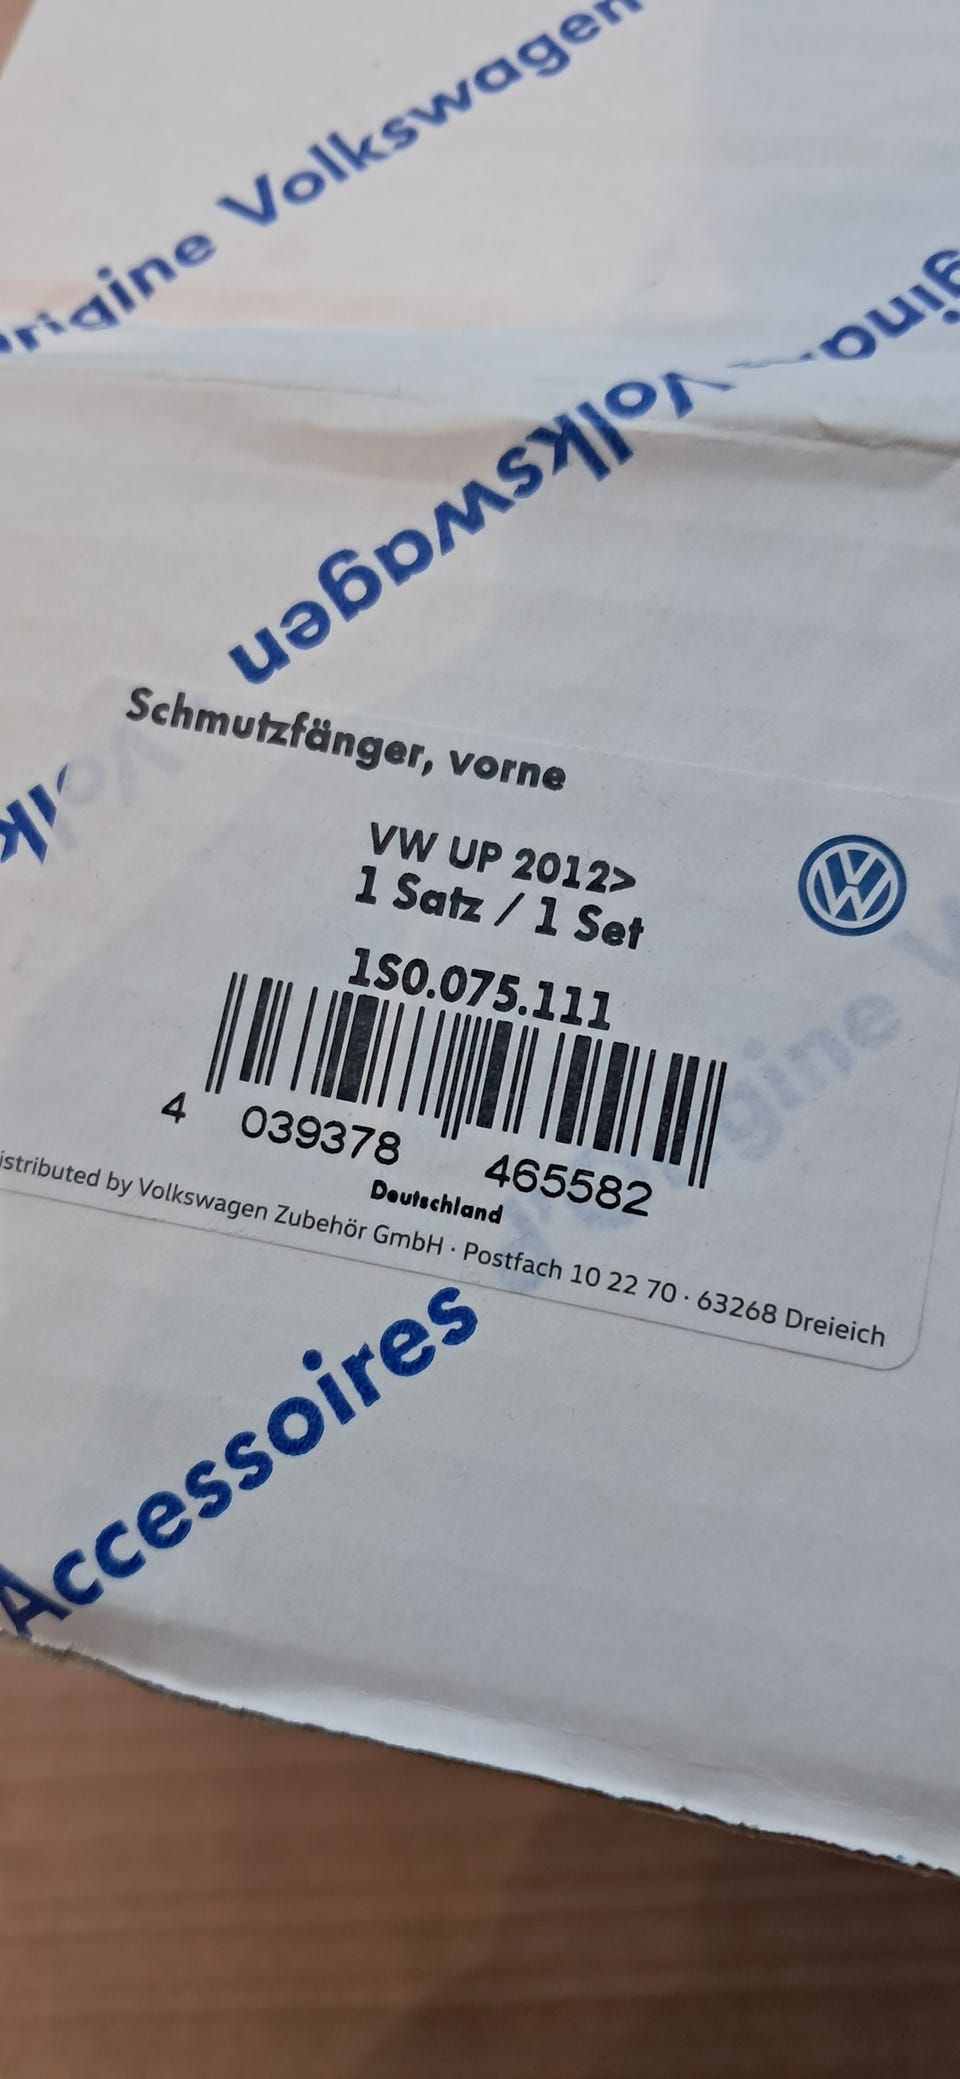 Origine Volkswagen
Volkswagen
Schmutzfänger, vorne
VW UP 2012>
1 Satz / 1 Set
1S0.075.111
4 039378 465582
Deutschland
istributed by Volkswagen Zubehör GmbH · Postfach 10 22 70 · 63268 Dreieich
Accessoires